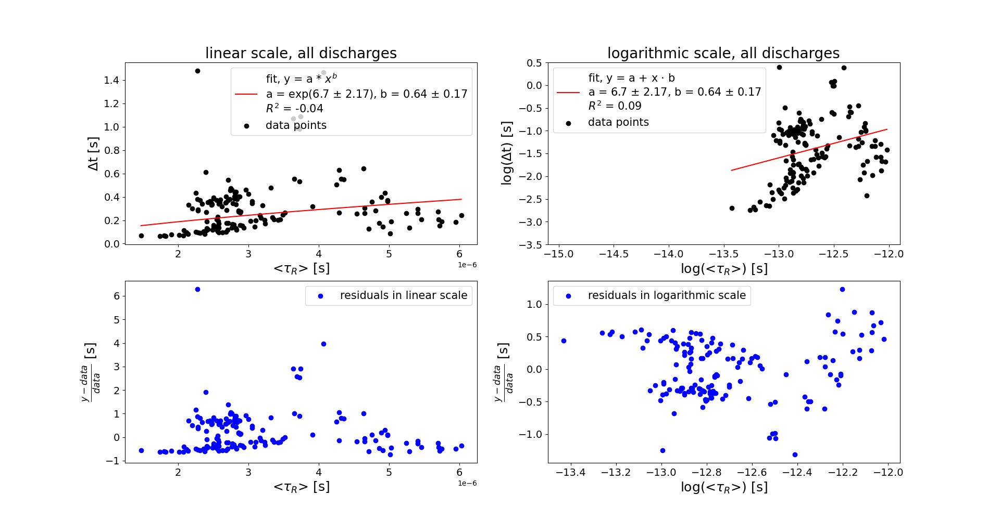 linear scale, all discharges
fit, y = a * x^b
a = exp(6.7 ± 2.17), b = 0.64 ± 0.17
R² = -0.04
data points
Δt [s]
1.4
1.2
1.0
0.8
0.6
0.4
0.2
0.0
2 3 4 5 6
1e−6
<τ_R> [s]
logarithmic scale, all discharges
fit, y = a + x · b
a = 6.7 ± 2.17, b = 0.64 ± 0.17
R² = 0.09
data points
log(Δt) [s]
0.5
0.0
−0.5
−1.0
−1.5
−2.0
−2.5
−3.0
−3.5
−15.0 −14.5 −14.0 −13.5 −13.0 −12.5 −12.0
log(<τ_R>) [s]
residuals in linear scale
y − data / data [s]
6
5
4
3
2
1
0
−1
2 3 4 5 6
1e−6
<τ_R> [s]
residuals in logarithmic scale
y − data / data [s]
1.0
0.5
0.0
−0.5
−1.0
−13.4 −13.2 −13.0 −12.8 −12.6 −12.4 −12.2 −12.0
log(<τ_R>) [s]